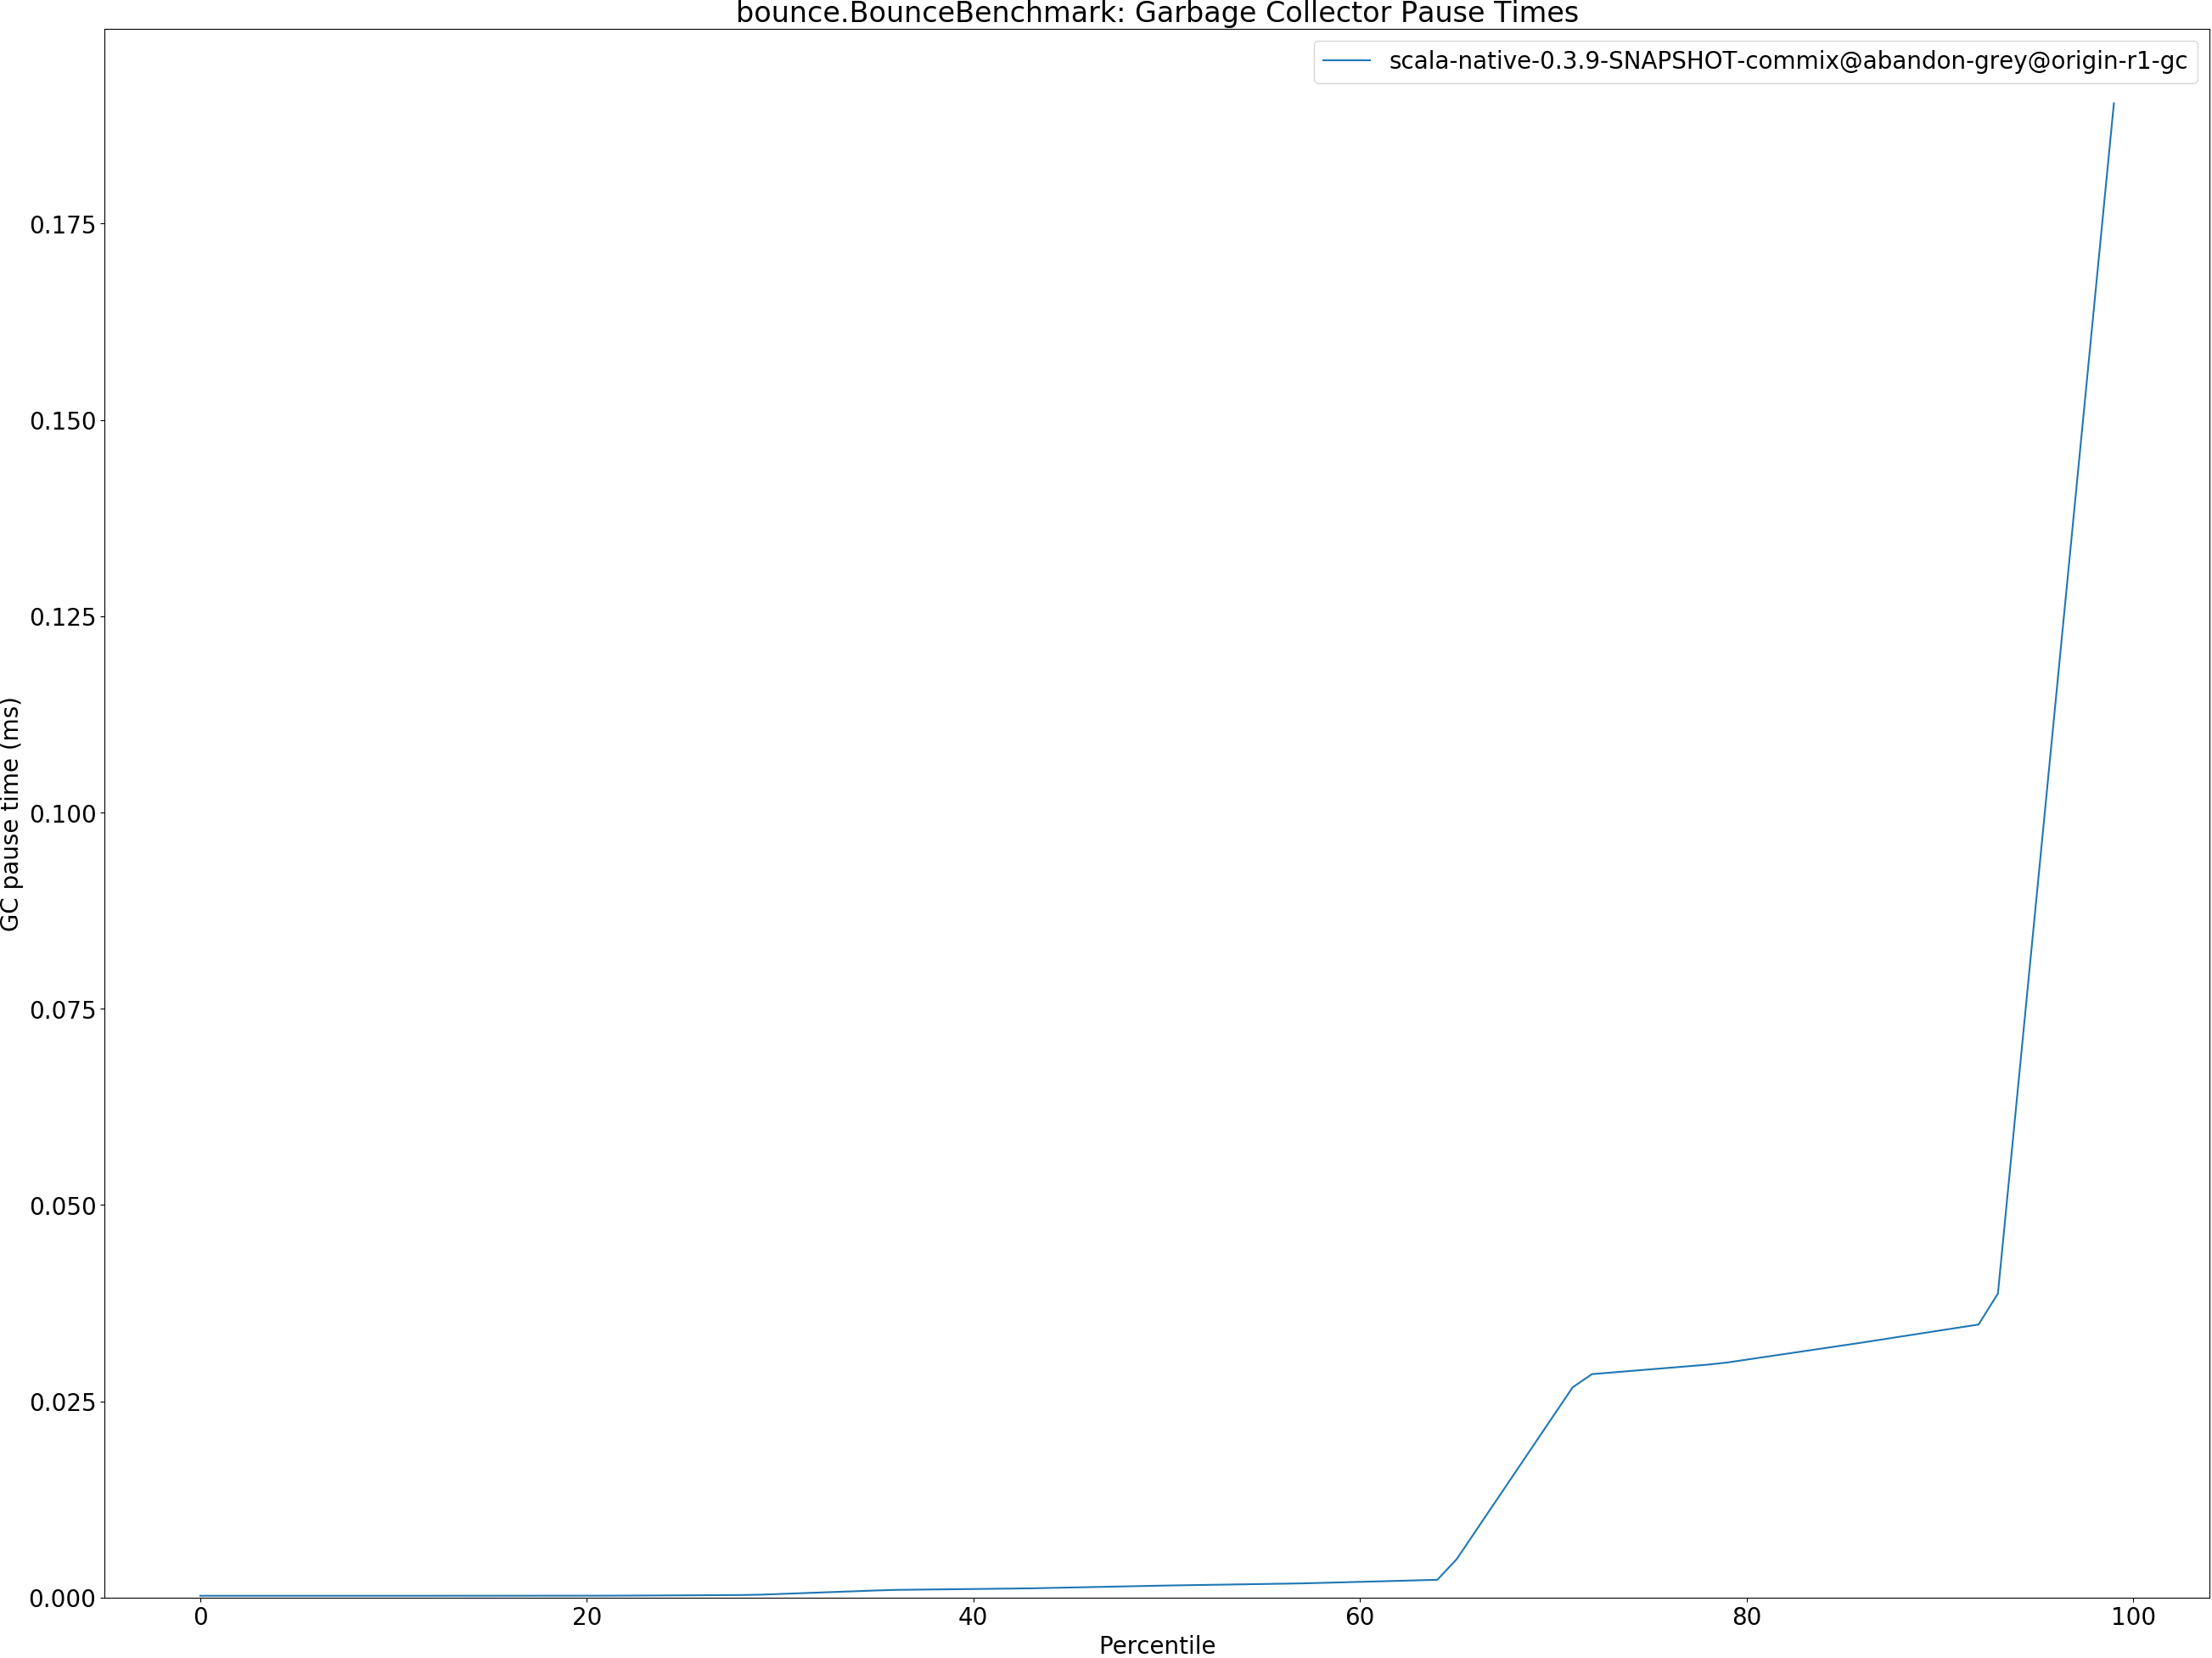 bounce.BounceBenchmark: Garbage Collector Pause Times
scala-native-0.3.9-SNAPSHOT-commix@abandon-grey@origin-r1-gc
GC pause time (ms)
0.175
0.150
0.125
0.100
0.075
0.050
0.025
0.000
0 20 40 60 80 100
Percentile